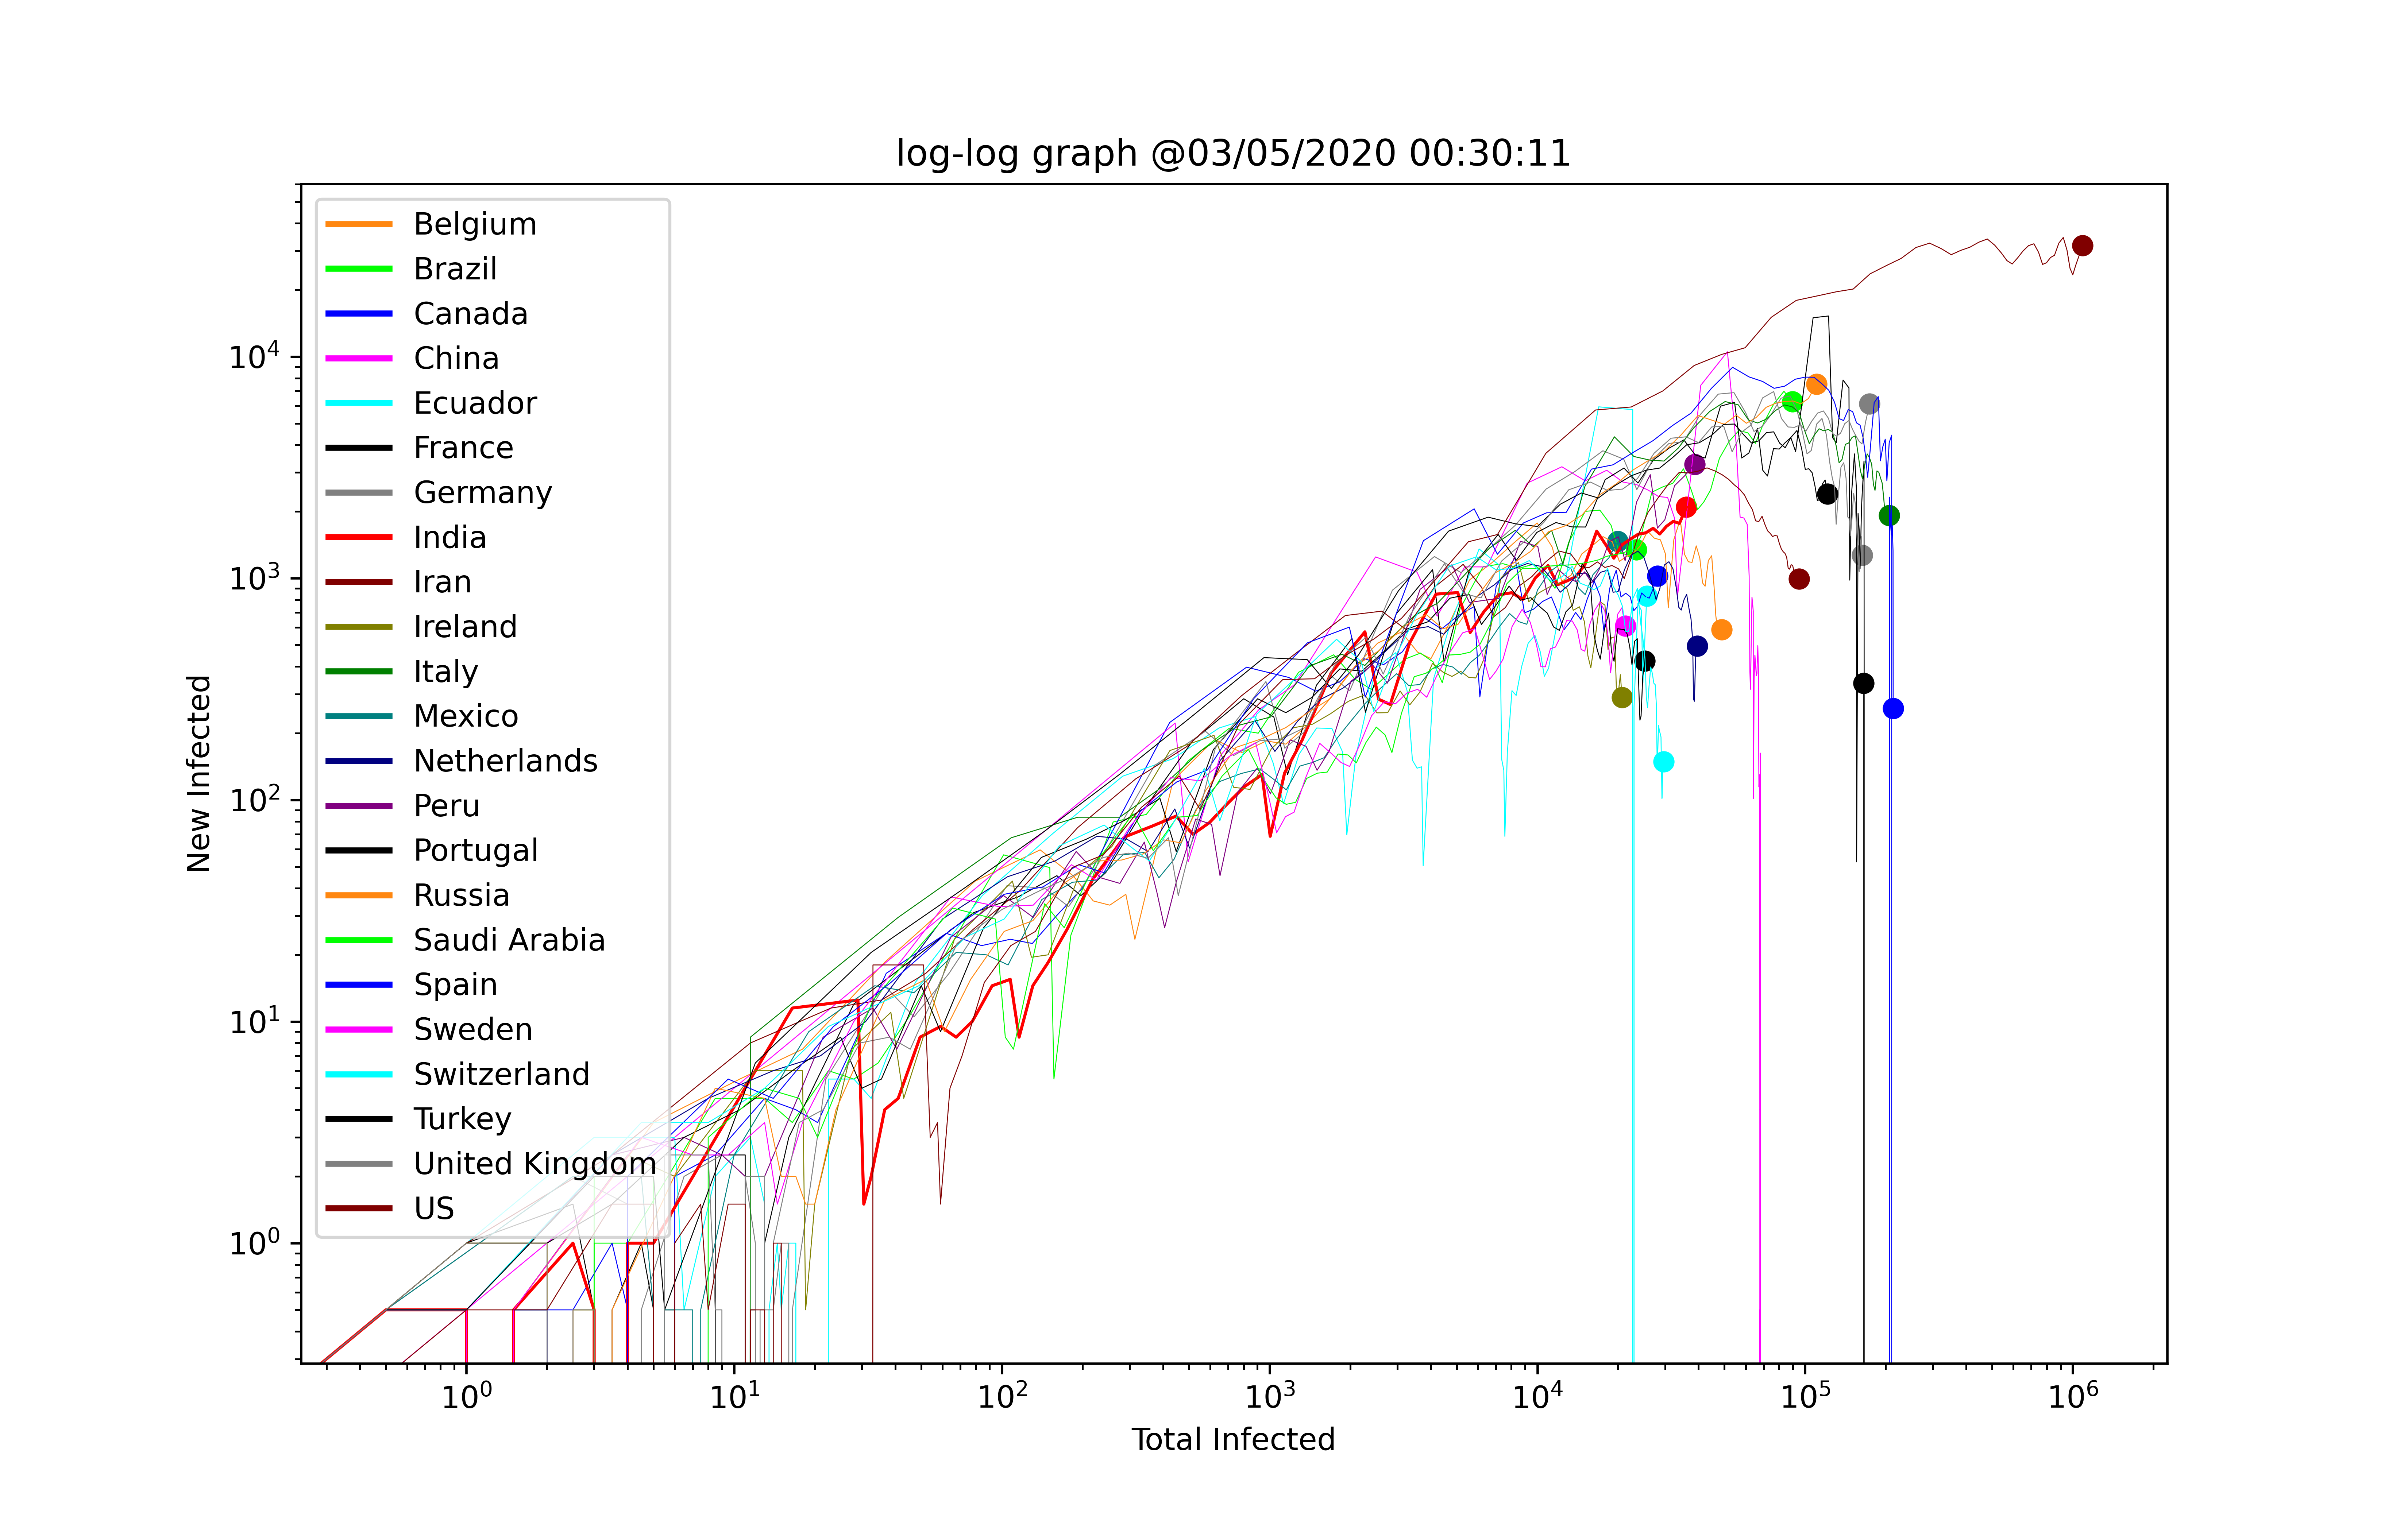 log-log graph @03/05/2020 00:30:11
Belgium
Brazil
Canada
China
Ecuador
France
Germany
India
Iran
Ireland
Italy
Mexico
Netherlands
Peru
Portugal
Russia
Saudi Arabia
Spain
Sweden
Switzerland
Turkey
United Kingdom
US
New Infected
10⁴
10³
10²
10¹
10⁰
10⁰ 10¹ 10² 10³ 10⁴ 10⁵ 10⁶
Total Infected